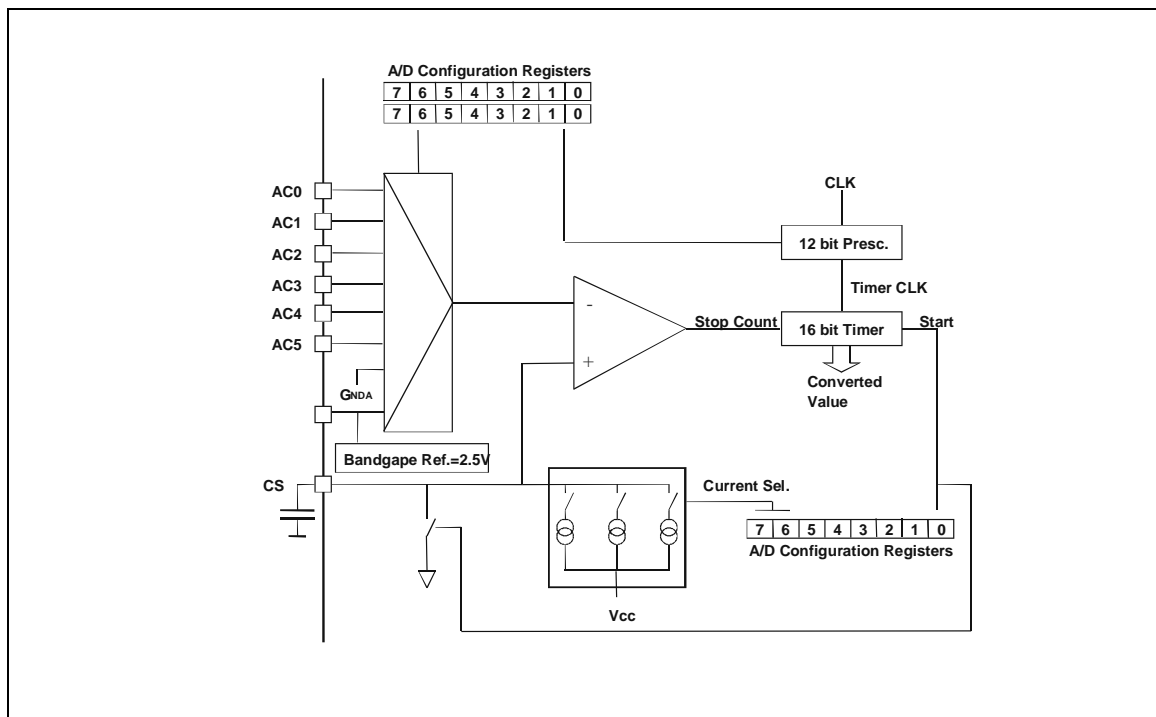 A/D Configuration Registers
7 6 5 4 3 2 1 0
7 6 5 4 3 2 1 0
AC0
AC1
AC2
AC3
AC4
AC5
GNDA
Bandgape Ref.=2.5V
CS
-
+
CLK
12 bit Presc.
Timer CLK
Stop Count
16 bit Timer
Start
Converted
Value
Current Sel.
7 6 5 4 3 2 1 0
A/D Configuration Registers
Vcc